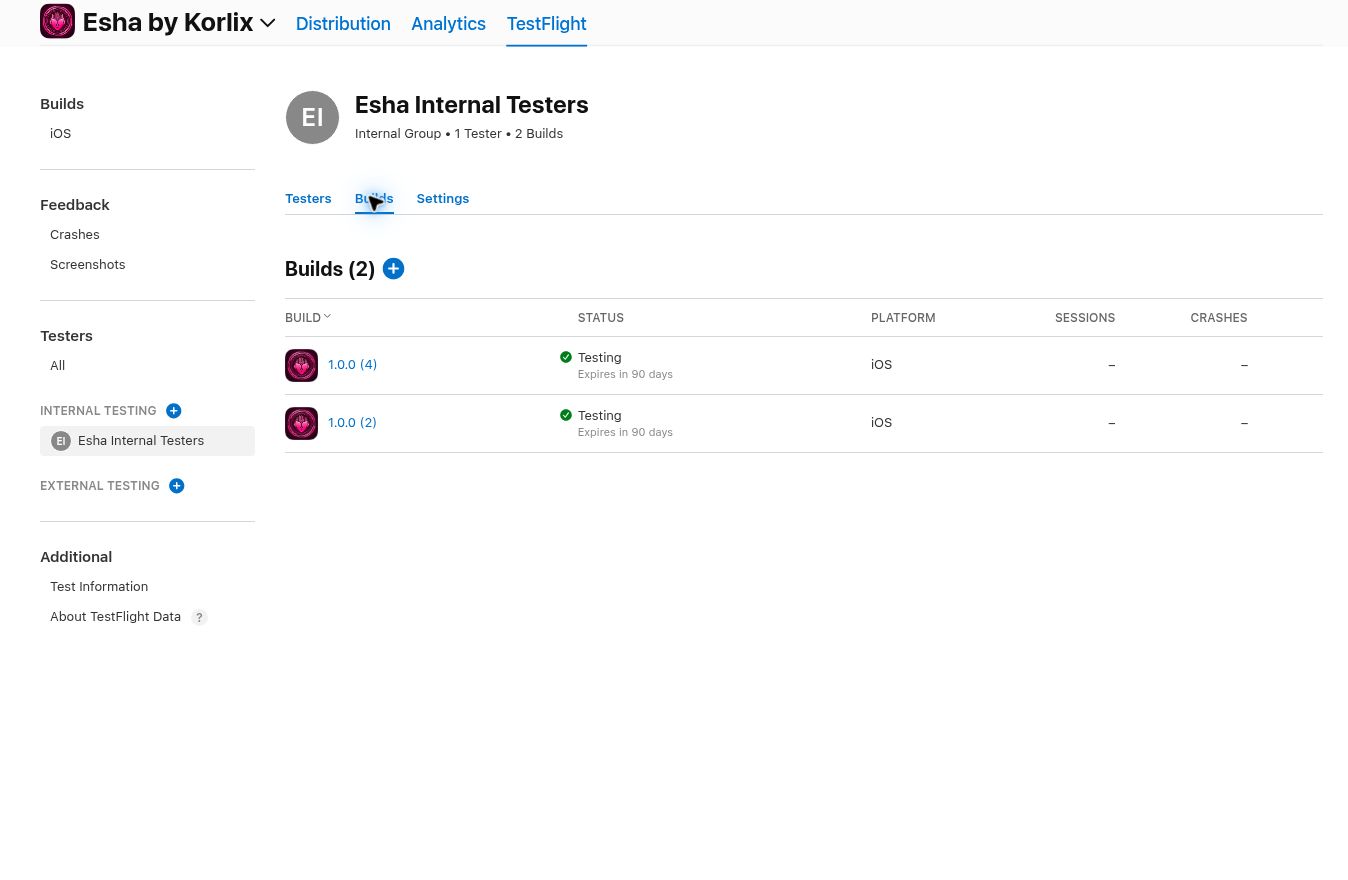 Esha by Korlix
Distribution
Analytics
TestFlight
Builds
iOS
Feedback
Crashes
Screenshots
Testers
All
INTERNAL TESTING
EI
Esha Internal Testers
EXTERNAL TESTING
Additional
Test Information
About TestFlight Data ?
EI
Esha Internal Testers
Internal Group • 1 Tester • 2 Builds
Testers Builds Settings
Builds (2)
BUILD STATUS PLATFORM SESSIONS CRASHES
1.0.0 (4) Testing iOS – –
Expires in 90 days
1.0.0 (2) Testing iOS – –
Expires in 90 days